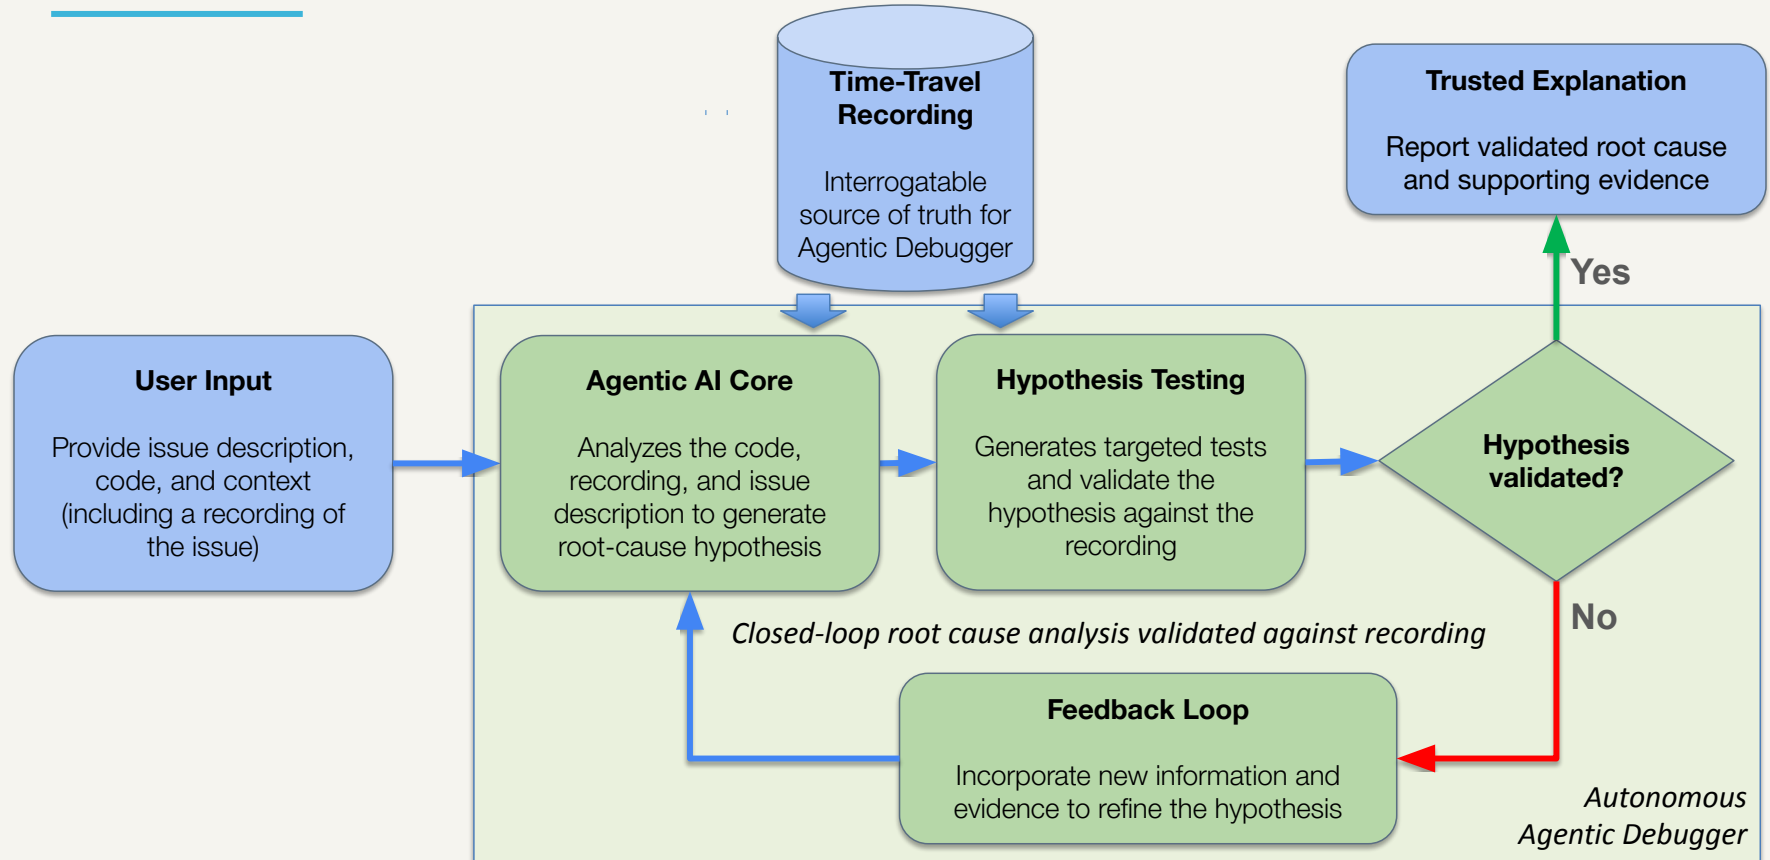 Time-Travel
Recording
Interrogatable
source of truth for
Agentic Debugger
Trusted Explanation
Report validated root cause
and supporting evidence
Yes
User Input
Provide issue description,
code, and context
(including a recording of
the issue)
Agentic AI Core
Analyzes the code,
recording, and issue
description to generate
root-cause hypothesis
Hypothesis Testing
Generates targeted tests
and validate the
hypothesis against the
recording
Hypothesis
validated?
No
Closed-loop root cause analysis validated against recording
Feedback Loop
Incorporate new information and
evidence to refine the hypothesis
Autonomous
Agentic Debugger